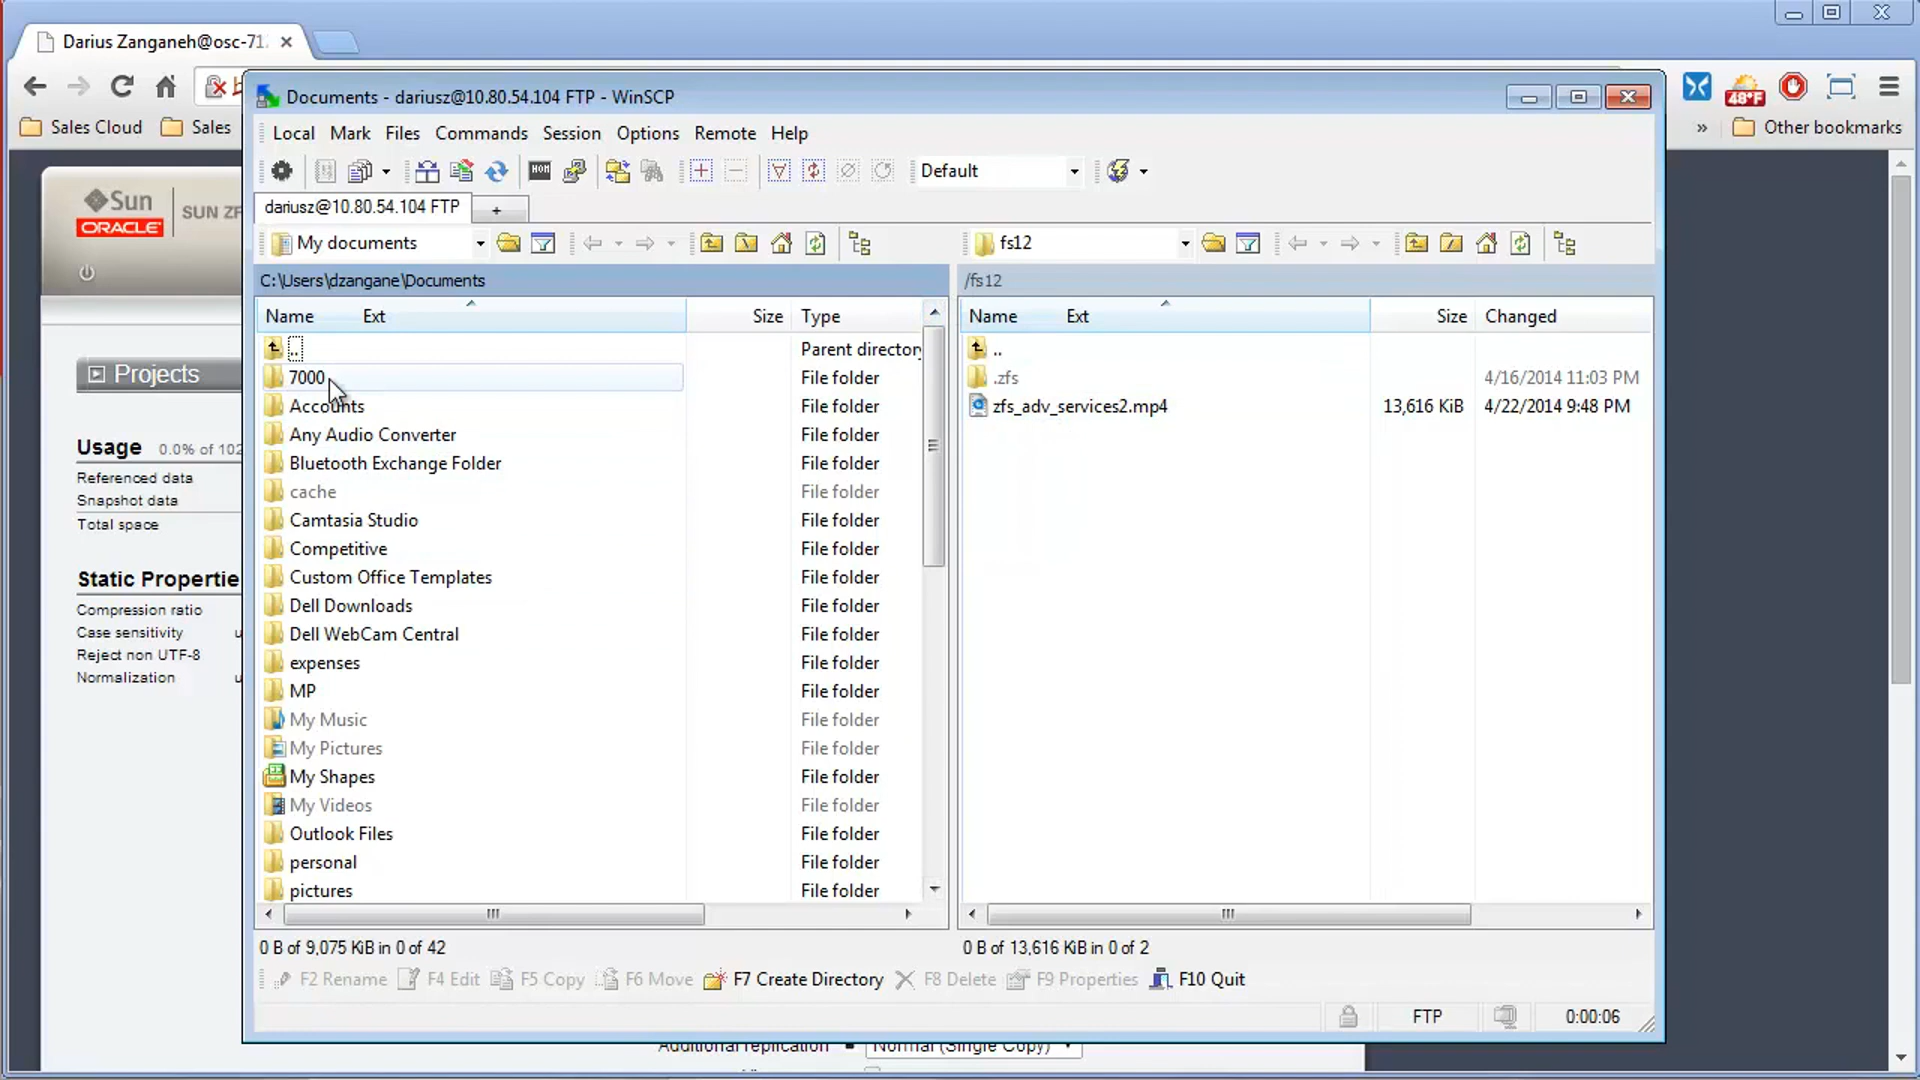 Darius Zanganeh@osc-71
Sales Cloud
Sales
48°F
»
Other bookmarks
Sun
ORACLE
SUN ZF
Projects
Usage 0.0% of 102
Referenced data
Snapshot data
Total space
Static Propertie
Compression ratio
Case sensitivity u
Reject non UTF-8
Normalization u
Documents - dariusz@10.80.54.104 FTP - WinSCP
Local Mark Files Commands Session Options Remote Help
Default
dariusz@10.80.54.104 FTP
+
My documents
fs12
C:\Users\dzangane\Documents
/fs12
Name Ext Size Type
Name Ext Size Changed
.. Parent directory
7000 File folder
Accounts File folder
Any Audio Converter File folder
Bluetooth Exchange Folder File folder
cache File folder
Camtasia Studio File folder
Competitive File folder
Custom Office Templates File folder
Dell Downloads File folder
Dell WebCam Central File folder
expenses File folder
MP File folder
My Music File folder
My Pictures File folder
My Shapes File folder
My Videos File folder
Outlook Files File folder
personal File folder
pictures File folder
..
.zfs 4/16/2014 11:03 PM
zfs_adv_services2.mp4 13,616 KiB 4/22/2014 9:48 PM
0 B of 9,075 KiB in 0 of 42
0 B of 13,616 KiB in 0 of 2
F2 Rename F4 Edit F5 Copy F6 Move F7 Create Directory F8 Delete F9 Properties F10 Quit
FTP 0:00:06
Additional replication Normal (Single Copy)